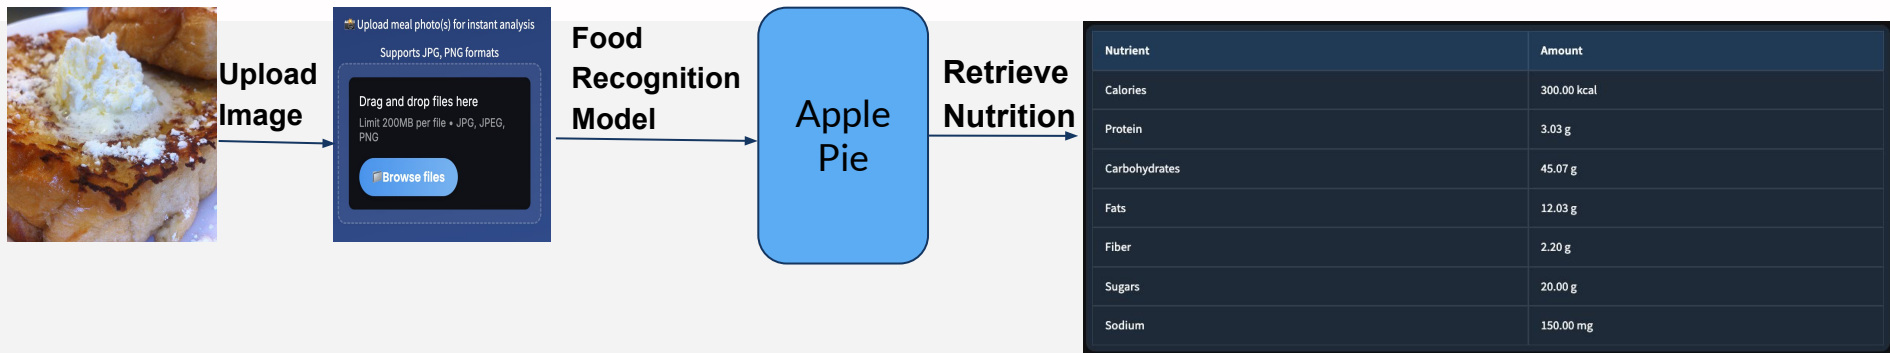 Upload
Image
Upload meal photo(s) for instant analysis
Supports JPG, PNG formats
Drag and drop files here
Limit 200MB per file • JPG, JPEG,
PNG
Browse files
Food
Recognition
Model
Apple
Pie
Retrieve
Nutrition
Nutrient Amount
Calories 300.00 kcal
Protein 3.03 g
Carbohydrates 45.07 g
Fats 12.03 g
Fiber 2.20 g
Sugars 20.00 g
Sodium 150.00 mg